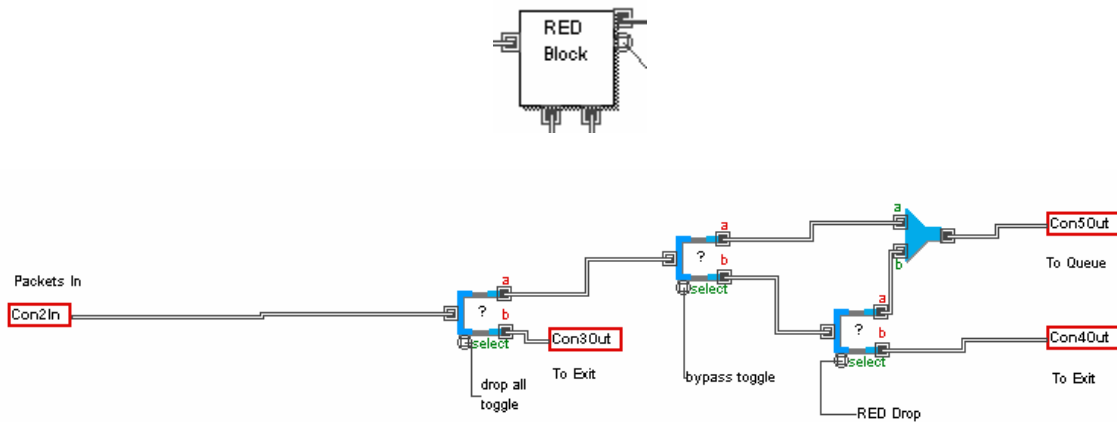 RED
Block
a
Con5Out
a
?
b
To Queue
b
select
Packets In
a
a
?
b
Con2In
?
b
Con3Out
select
bypass toggle
select
Con4Out
To Exit
drop all
toggle
To Exit
RED Drop